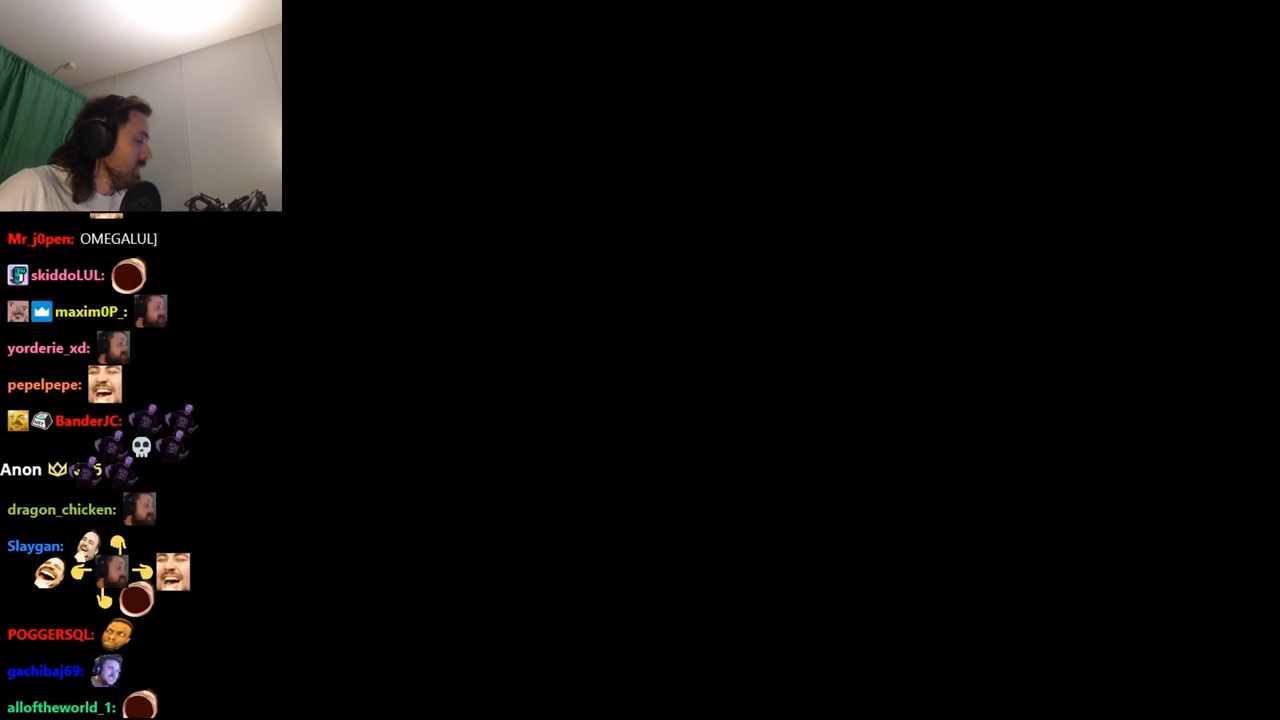 Mr_j0pen: OMEGALUL]
skiddoLUL:
maxim0P_:
yorderie_xd:
pepelpepe:
BanderJC:
Anon
dragon_chicken:
Slaygan:
POGGERSQL:
gachibaj69:
alloftheworld_1: